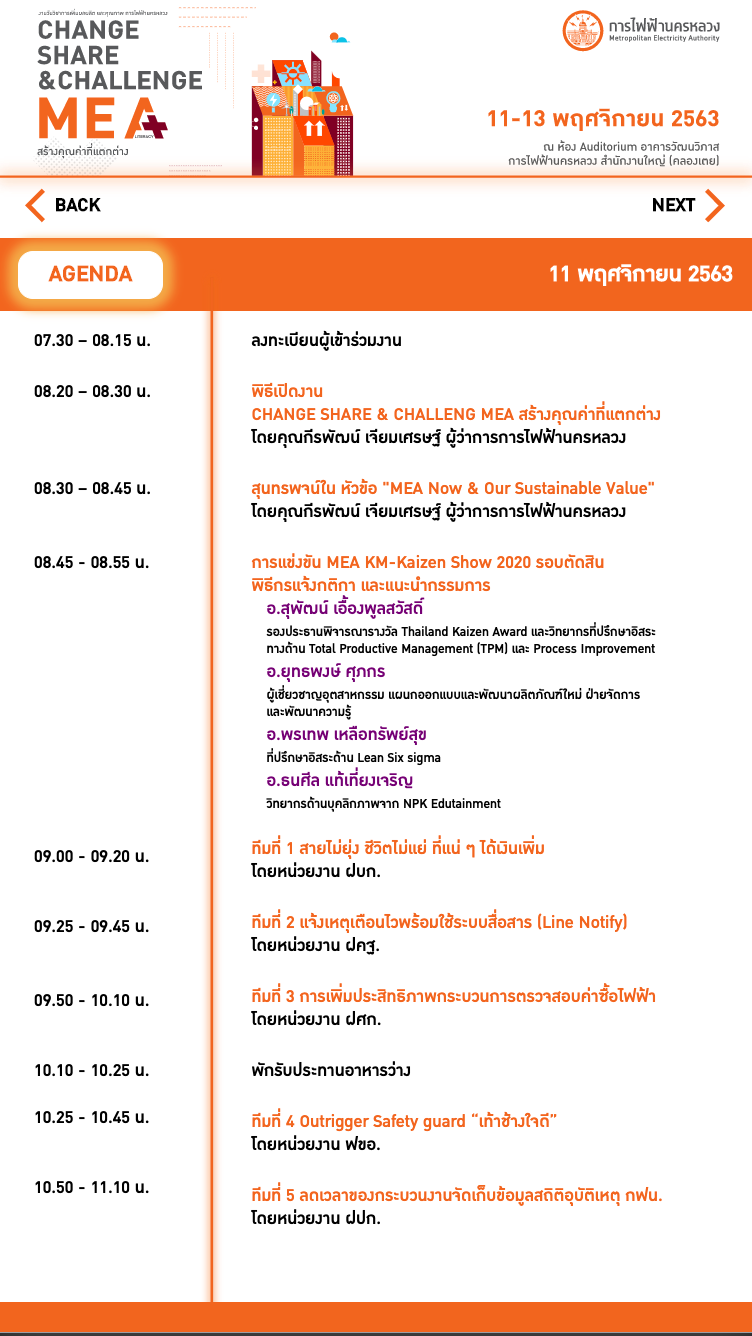 งานวันวิชาการเพิ่มผลผลิต และคุณภาพ การไฟฟ้านครหลวง
CHANGE
SHARE
&CHALLENGE
MEA
LITERACY
สร้างคุณค่าที่แตกต่าง
การไฟฟ้านครหลวง
Metropolitan Electricity Authority
11-13 พฤศจิกายน 2563
ณ ห้อง Auditorium อาคารวัฒนวิภาส
การไฟฟ้านครหลวง สำนักงานใหญ่ (คลองเตย)
BACK
NEXT
AGENDA
11 พฤศจิกายน 2563
07.30 – 08.15 น.
ลงทะเบียนผู้เข้าร่วมงาน
08.20 – 08.30 น.
พิธีเปิดงาน
CHANGE SHARE & CHALLENG MEA สร้างคุณค่าที่แตกต่าง
โดยคุณกีรพัฒน์ เจียมเศรษฐ์ ผู้ว่าการการไฟฟ้านครหลวง
08.30 – 08.45 น.
สุนทรพจน์ใน หัวข้อ "MEA Now & Our Sustainable Value"
โดยคุณกีรพัฒน์ เจียมเศรษฐ์ ผู้ว่าการการไฟฟ้านครหลวง
08.45 - 08.55 น.
การแข่งขัน MEA KM-Kaizen Show 2020 รอบตัดสิน
พิธีกรแจ้งกติกา และแนะนำกรรมการ
อ.สุพัฒน์ เอื้องพูลสวัสดิ์
รองประธานพิจารณารางวัล Thailand Kaizen Award และวิทยากรที่ปรึกษาอิสระ
ทางด้าน Total Productive Management (TPM) และ Process Improvement
อ.ยุทธพงษ์ ศุภกร
ผู้เชี่ยวชาญอุตสาหกรรม แผนกออกแบบและพัฒนาผลิตภัณฑ์ใหม่ ฝ่ายจัดการ
และพัฒนาความรู้
อ.พรเทพ เหลือทรัพย์สุข
ที่ปรึกษาอิสระด้าน Lean Six sigma
อ.ธนศีล แท้เที่ยงเจริญ
วิทยากรด้านบุคลิกภาพจาก NPK Edutainment
09.00 - 09.20 น.
ทีมที่ 1 สายไม่ยุ่ง ชีวิตไม่แย่ ที่แน่ ๆ ได้เงินเพิ่ม
โดยหน่วยงาน ฝบก.
09.25 - 09.45 น.
ทีมที่ 2 แจ้งเหตุเตือนไวพร้อมใช้ระบบสื่อสาร (Line Notify)
โดยหน่วยงาน ฝคฐ.
09.50 - 10.10 น.
ทีมที่ 3 การเพิ่มประสิทธิภาพกระบวนการตรวจสอบค่าซื้อไฟฟ้า
โดยหน่วยงาน ฝศก.
10.10 - 10.25 น.
พักรับประทานอาหารว่าง
10.25 - 10.45 น.
ทีมที่ 4 Outrigger Safety guard “เท้าช้างใจดี”
โดยหน่วยงาน ฟขอ.
10.50 - 11.10 น.
ทีมที่ 5 ลดเวลาของกระบวนงานจัดเก็บข้อมูลสถิติอุบัติเหตุ กฟน.
โดยหน่วยงาน ฝปภ.